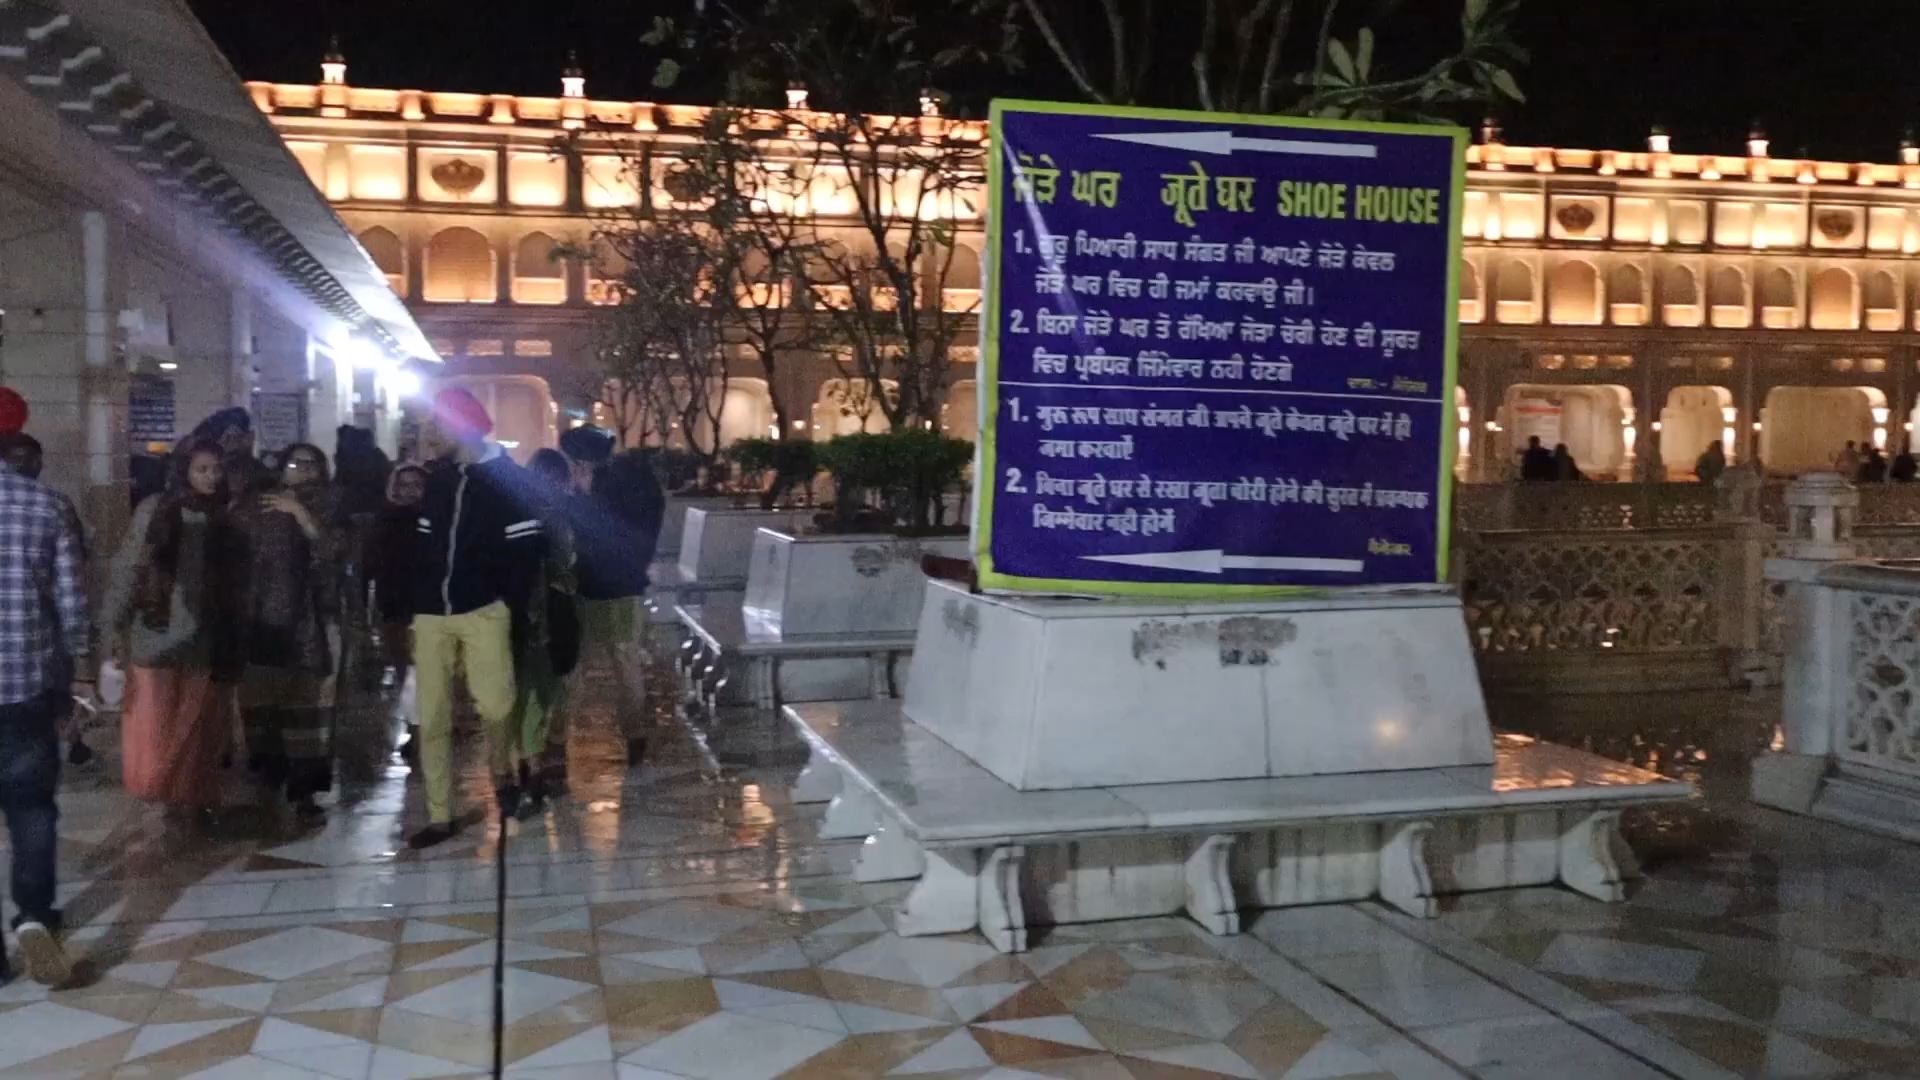 ਜੋੜੇ ਘਰ जूते घर SHOE HOUSE
1. ਗੁਰੂ ਪਿਆਰੀ ਸਾਧ ਸੰਗਤ ਜੀ ਆਪਣੇ ਜੋੜੇ ਕੇਵਲ
ਜੋੜੇ ਘਰ ਵਿਚ ਹੀ ਜਮਾਂ ਕਰਵਾਉ ਜੀ।
2. ਬਿਨਾ ਜੋੜੇ ਘਰ ਤੋ ਰੱਖਿਆ ਜੋੜਾ ਚੋਰੀ ਹੋਣ ਦੀ ਸੂਰਤ
ਵਿਚ ਪ੍ਰਬੰਧਕ ਜਿੰਮੇਵਾਰ ਨਹੀ ਹੋਣਗੇ
1. गुरू रूप साध संगत जी अपने जूते केवल जूते घर में ही
जमा करवाऐं
2. बिना जूते घर से रखा जूता चोरी होने की सुरत में प्रबन्धक
जिम्मेवार नही होगें
मैनेजर